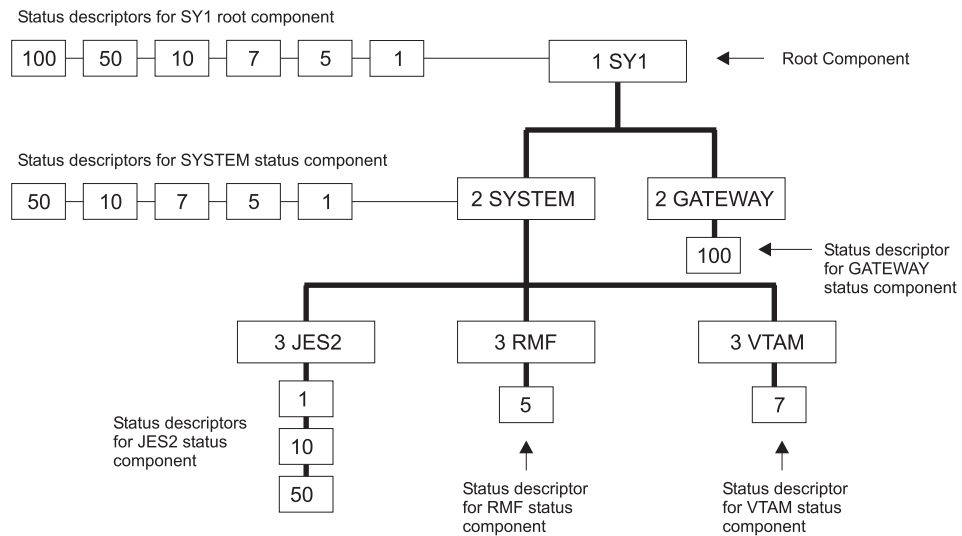 Status descriptors for SY1 root component
100 50 10 7 5 1 1 SY1 Root Component
Status descriptors for SYSTEM status component
50 10 7 5 1 2 SYSTEM 2 GATEWAY
100
Status descriptor
for GATEWAY
status component
3 JES2 3 RMF 3 VTAM
1 5 7
Status descriptors
for JES2 status
component
10
50
Status descriptor
for RMF status
component
Status descriptor
for VTAM status
component